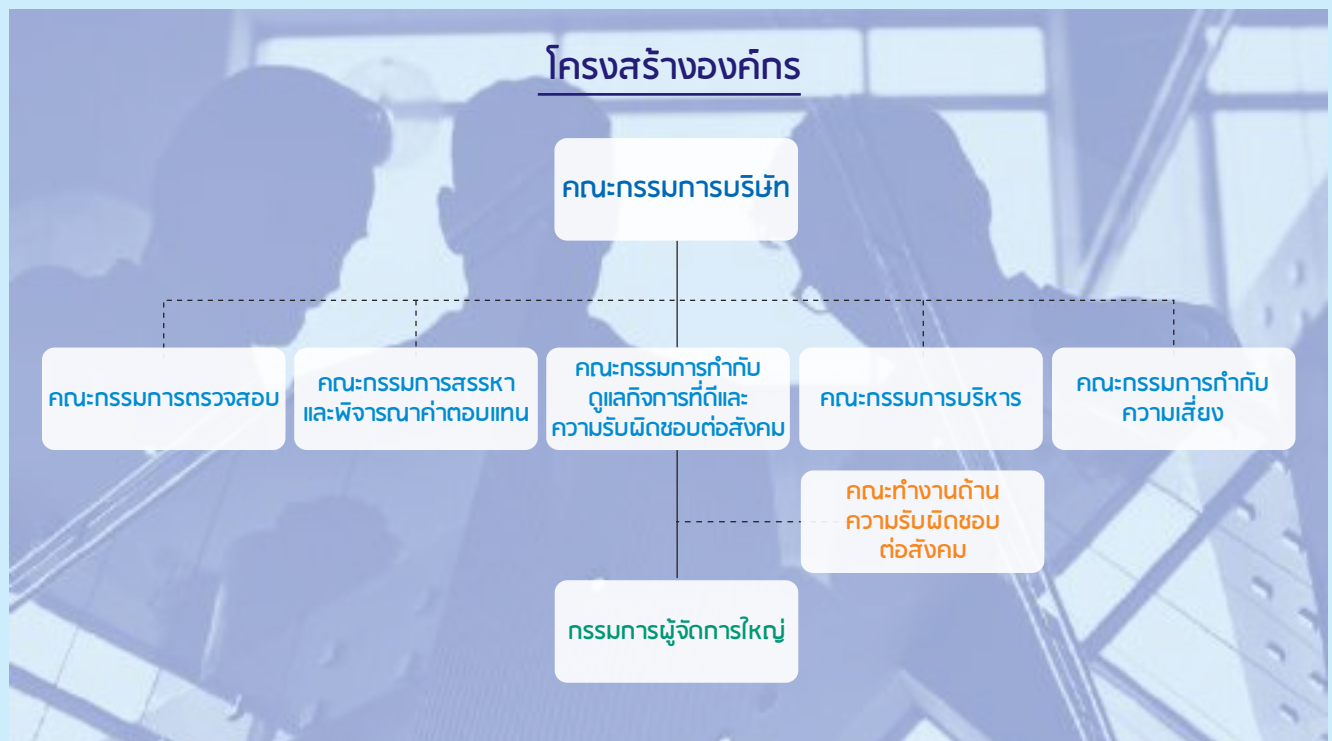 โครงสร้างองค์กร
คณะกรรมการบริษัท
คณะกรรมการตรวจสอบ
คณะกรรมการสรรหา
และพิจารณาค่าตอบแทน
คณะกรรมการกำกับ
ดูแลกิจการที่ดีและ
ความรับผิดชอบต่อสังคม
คณะกรรมการบริหาร
คณะกรรมการกำกับ
ความเสี่ยง
คณะทำงานด้าน
ความรับผิดชอบ
ต่อสังคม
กรรมการผู้จัดการใหญ่